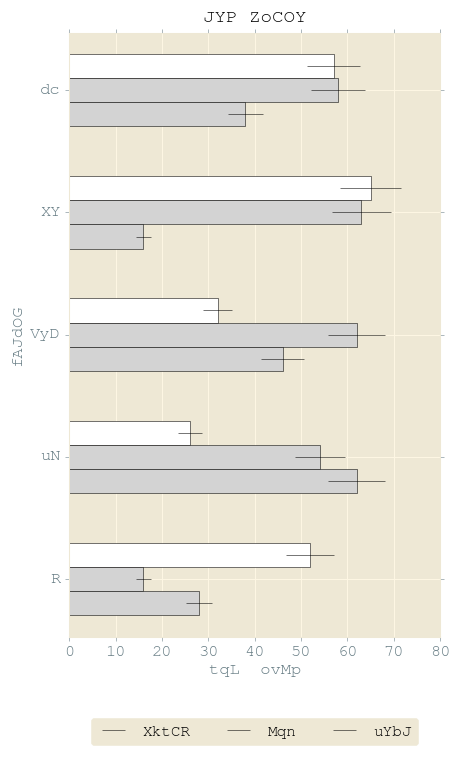 JYP ZoCOY
dc
XY
VyD
uN
R
fAJdOG
0 10 20 30 40 50 60 70 80
tqL ovMp
XktCR Mqn uYbJ